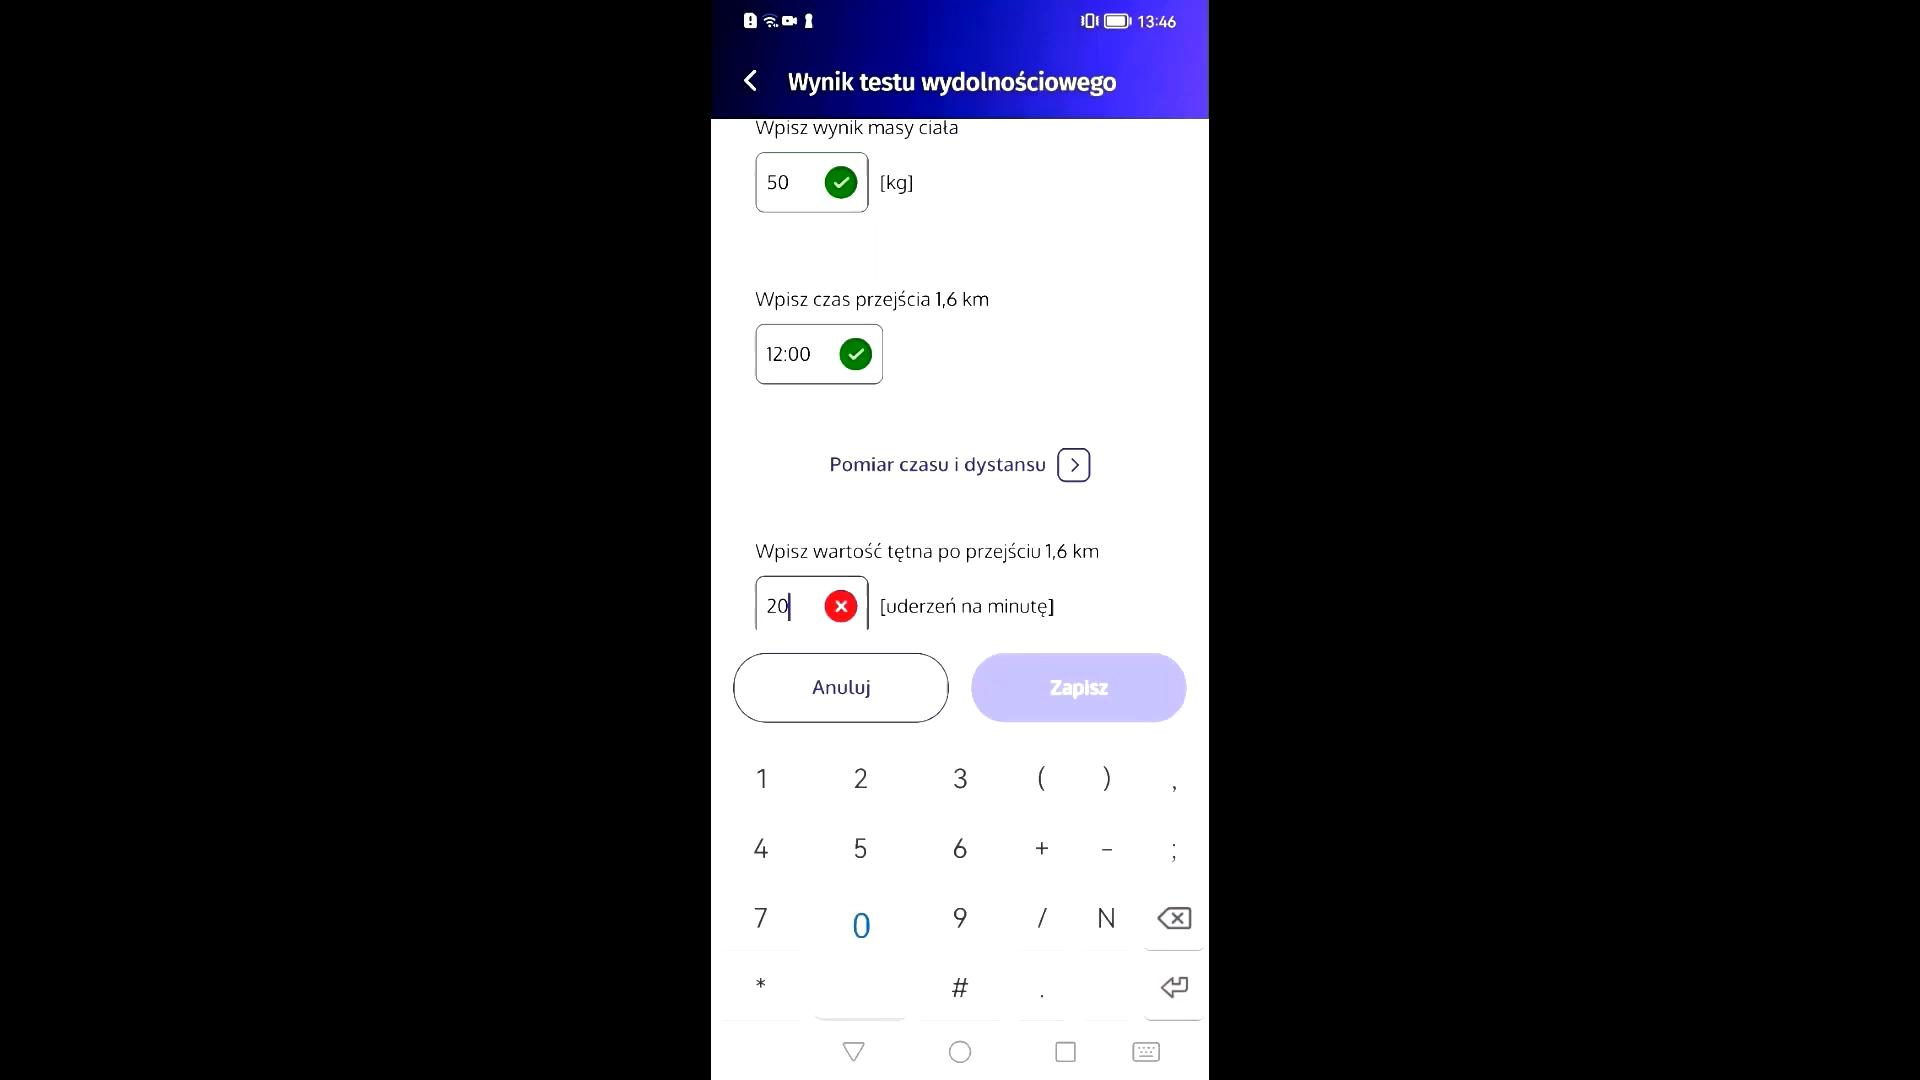 13:46
Wynik testu wydolnościowego
Wpisz wynik masy ciała
50 [kg]
Wpisz czas przejścia 1,6 km
12:00
Pomiar czasu i dystansu
Wpisz wartość tętna po przejściu 1,6 km
20 [uderzeń na minutę]
Anuluj Zapisz
1 2 3 ( ) ,
4 5 6 + - ;
7 0 9 / N
* # .